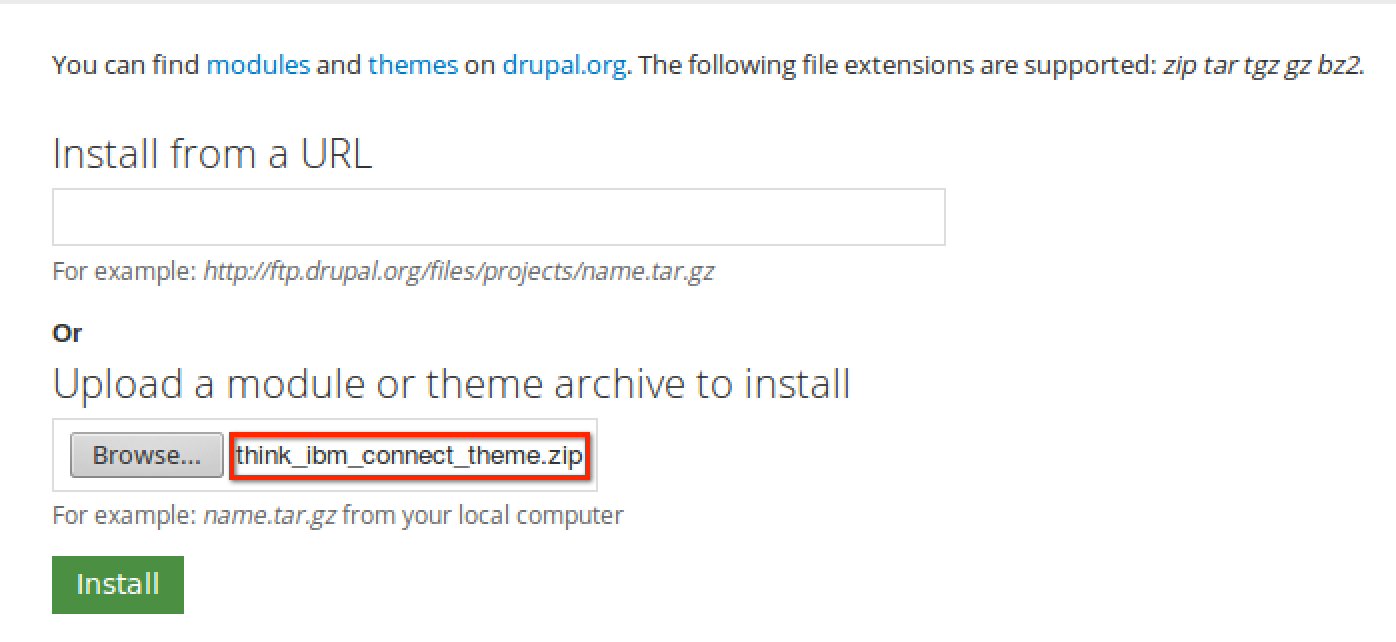 You can find modules and themes on drupal.org. The following file extensions are supported: zip tar tgz gz bz2.
Install from a URL
For example: http://ftp.drupal.org/files/projects/name.tar.gz
Or
Upload a module or theme archive to install
Browse... think_ibm_connect_theme.zip
For example: name.tar.gz from your local computer
Install